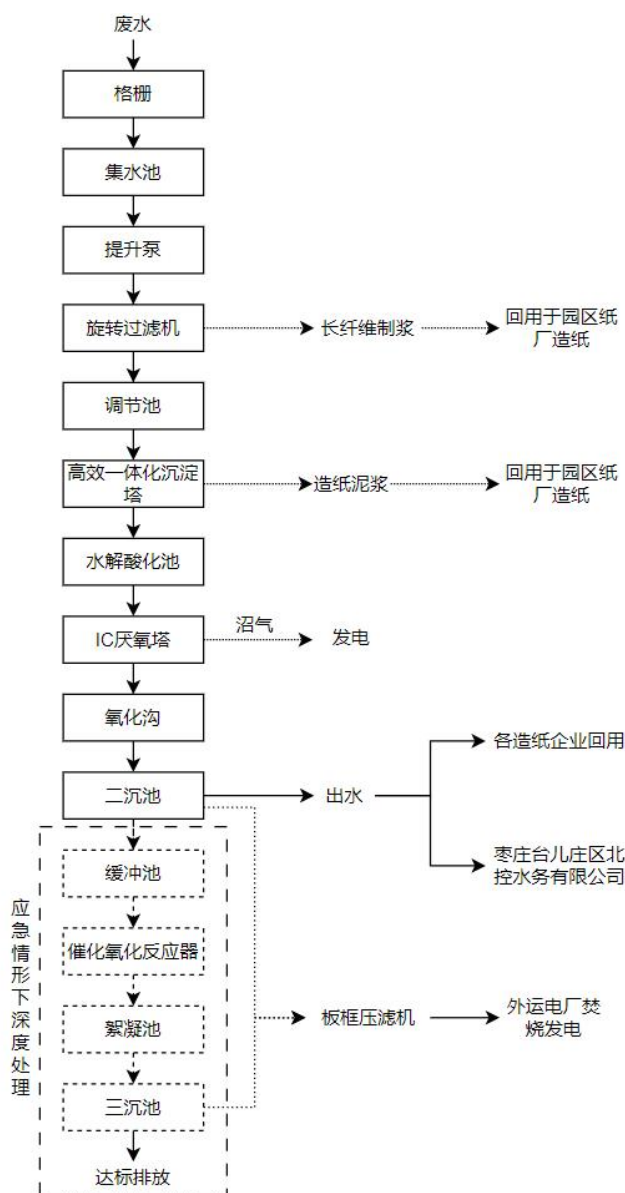 废水
格栅
集水池
提升泵
旋转过滤机
长纤维制浆
回用于园区纸
厂造纸
调节池
高效一体化沉淀
塔
造纸泥浆
回用于园区纸
厂造纸
水解酸化池
IC厌氧塔
沼气
发电
氧化沟
二沉池
出水
各造纸企业回用
枣庄台儿庄区北
控水务有限公司
应急情形下深度处理
缓冲池
催化氧化反应器
絮凝池
三沉池
达标排放
板框压滤机
外运电厂焚
烧发电